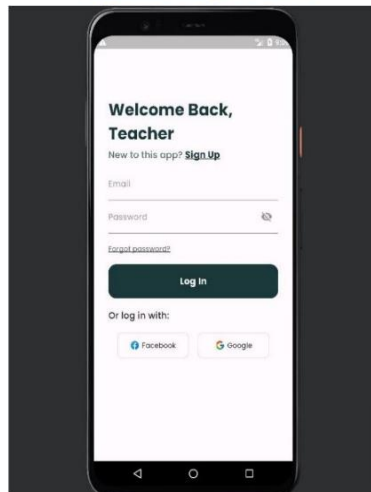 Welcome Back,
Teacher
New to this app? Sign Up
Email
Password
Forgot password?
Log In
Or log in with:
Facebook Google